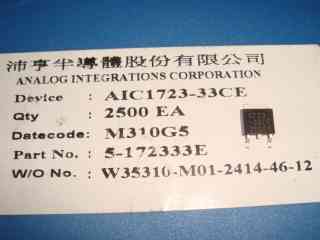 沛亨半導體股份有限公司
ANALOG INTEGRATIONS CORPORATION
Device : AIC1723-33CE
Qty : 2500 EA
Datecode: M310G5
Part No. : 5-172333E
W/O No. : W35310-M01-2414-46-12